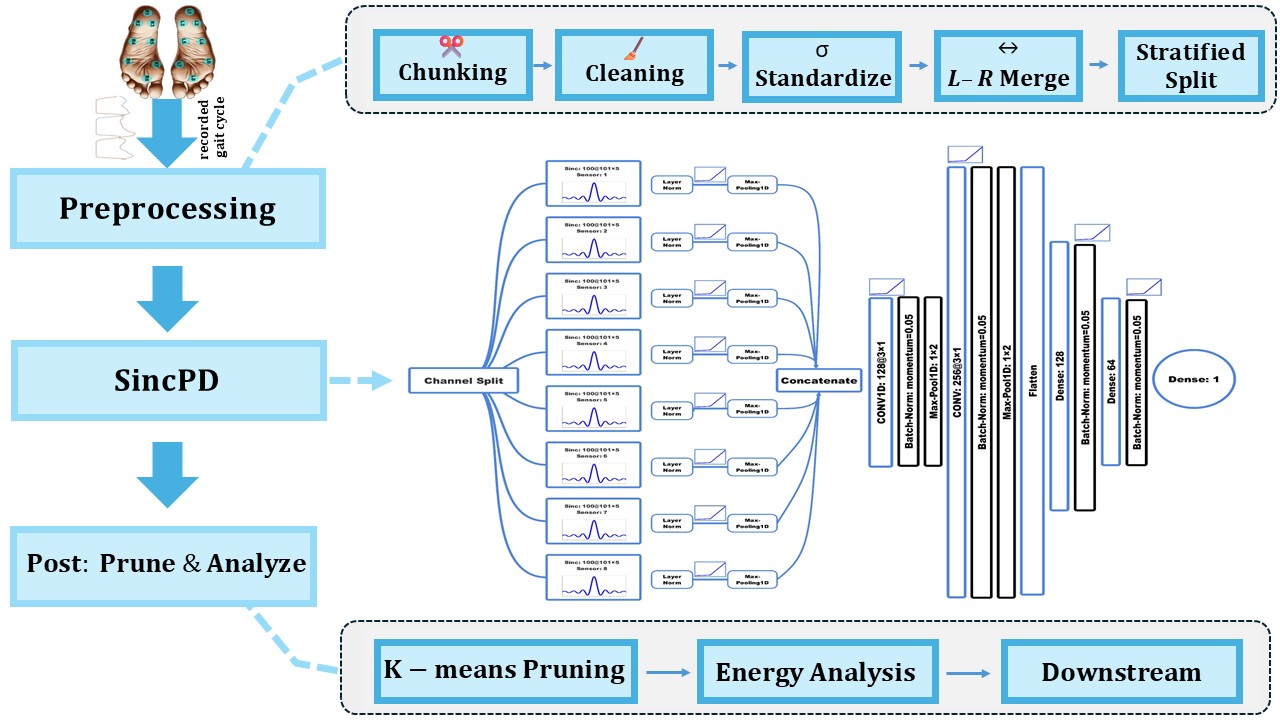 recorded
gait cycle
Chunking
Cleaning
σ
Standardize
↔
L– R Merge
Stratified
Split
Preprocessing
SincPD
Post: Prune & Analyze
Channel Split
Sinc: 100@101×5
Sensor: 1
Layer
Norm
Max-
Pooling1D
Sinc: 100@101×5
Sensor: 2
Layer
Norm
Max-
Pooling1D
Sinc: 100@101×5
Sensor: 3
Layer
Norm
Max-
Pooling1D
Sinc: 100@101×5
Sensor: 4
Layer
Norm
Max-
Pooling1D
Sinc: 100@101×5
Sensor: 5
Layer
Norm
Max-
Pooling1D
Sinc: 100@101×5
Sensor: 6
Layer
Norm
Max-
Pooling1D
Sinc: 100@101×5
Sensor: 7
Layer
Norm
Max-
Pooling1D
Sinc: 100@101×5
Sensor: 8
Layer
Norm
Max-
Pooling1D
Concatenate
CONV1D: 128@3×1
Batch-Norm: momentum=0.05
Max-Pool1D: 1×2
CONV: 256@3×1
Batch-Norm: momentum=0.05
Max-Pool1D: 1×2
Flatten
Dense: 128
Batch-Norm: momentum=0.05
Dense: 64
Batch-Norm: momentum=0.05
Dense: 1
K – means Pruning
Energy Analysis
Downstream